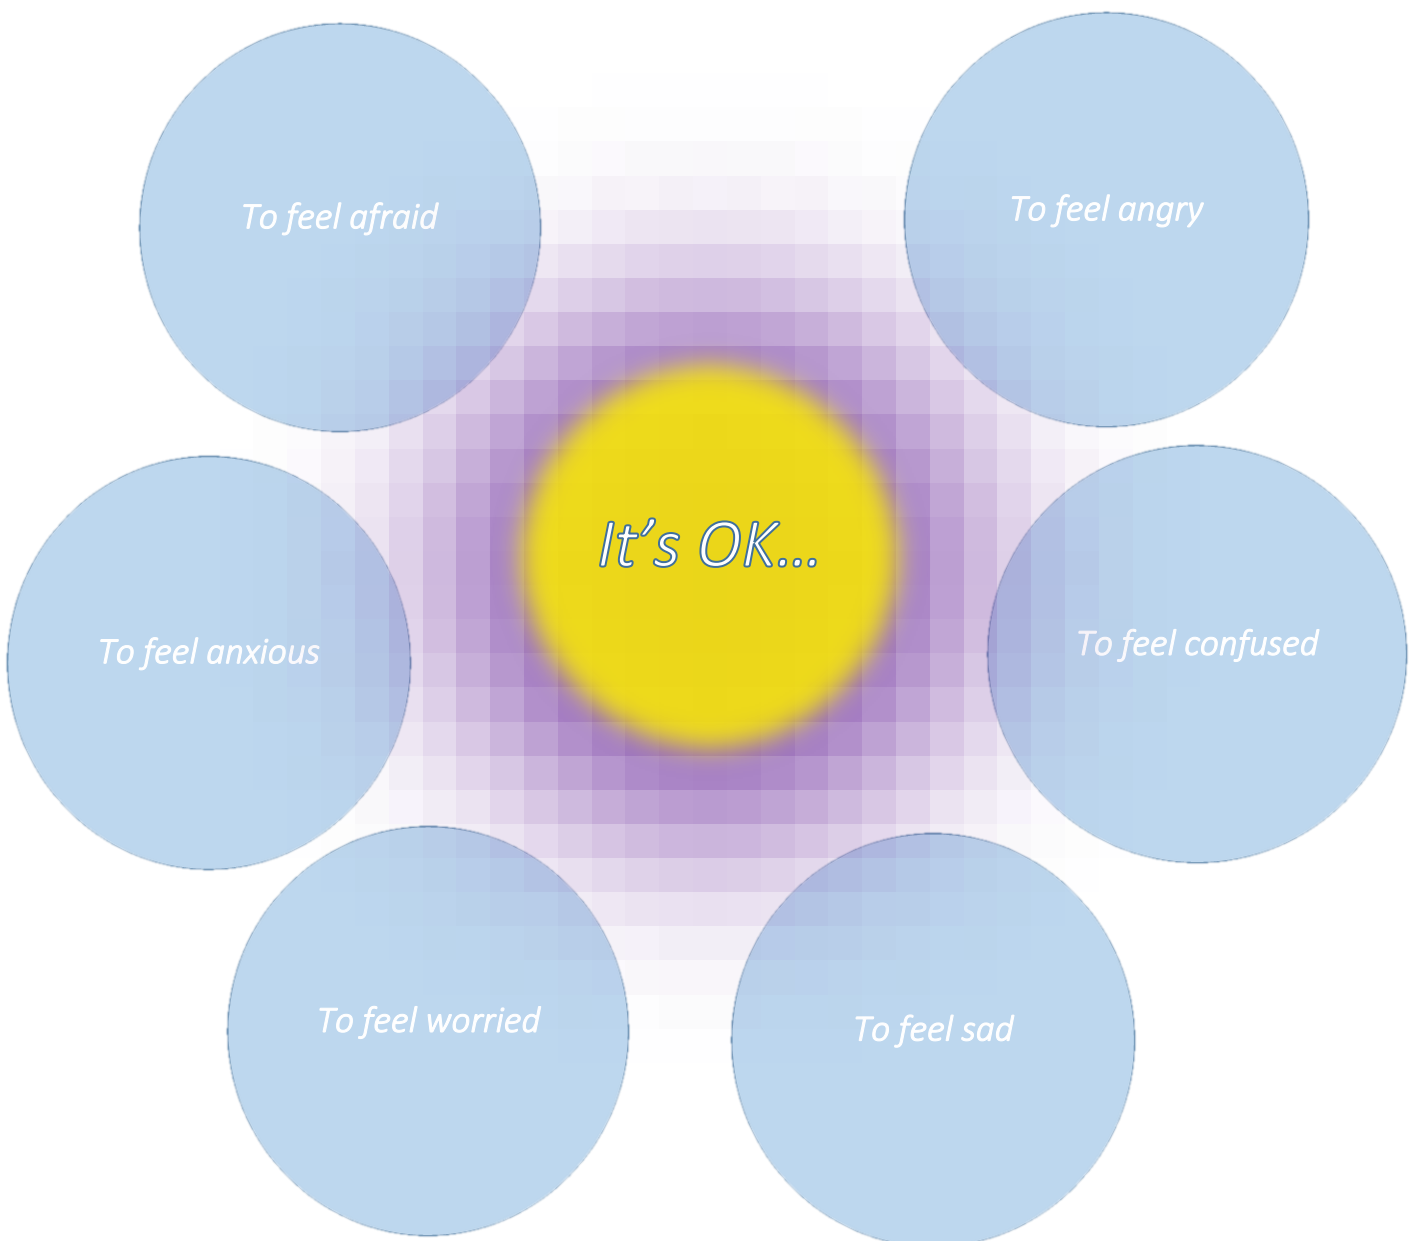 To feel afraid
To feel angry
It's OK...
To feel anxious
To feel confused
To feel worried
To feel sad